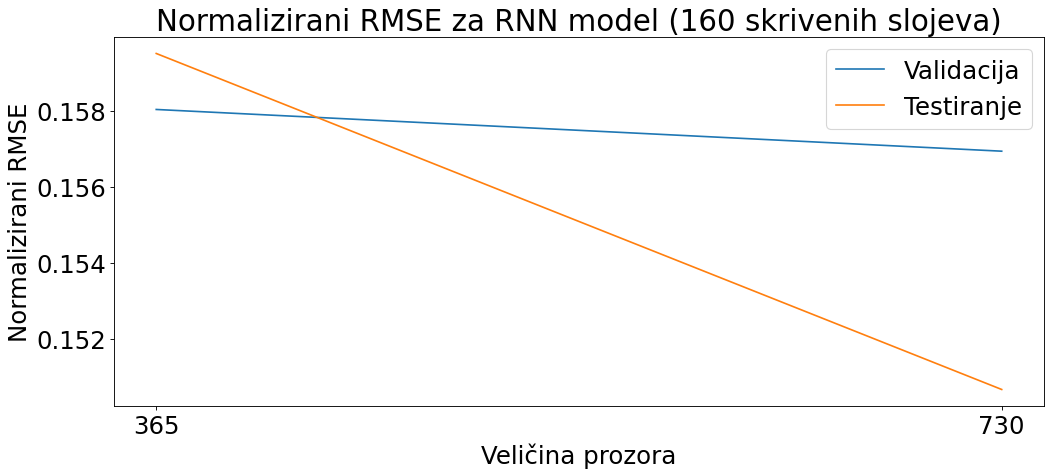 Normalizirani RMSE za RNN model (160 skrivenih slojeva)
Validacija
Testiranje
Normalizirani RMSE
0.158
0.156
0.154
0.152
365
730
Veličina prozora